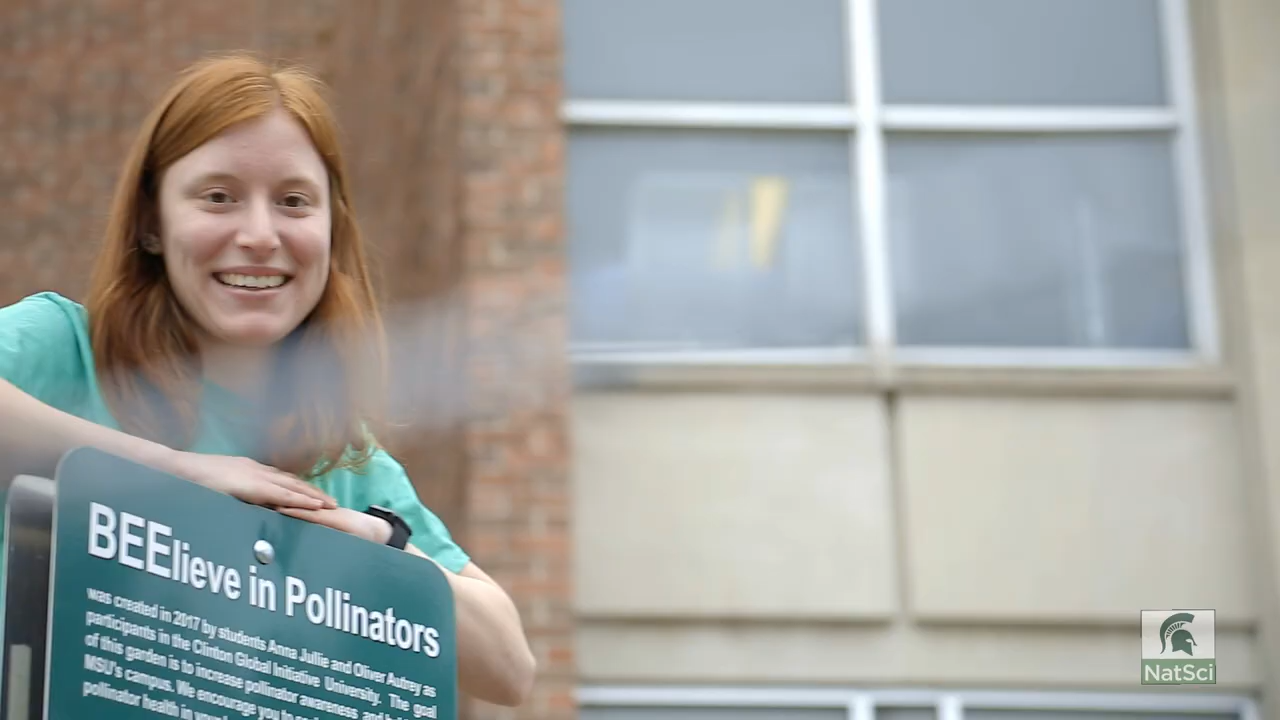 BEElieve in Pollinators
was created in 2017 by students Anna Jullie and Oliver Autrey as
participants in the Clinton Global Initiative University. The goal
of this garden is to increase pollinator awareness and
MSU's campus. We encourage you to
pollinator health in your
NatSci